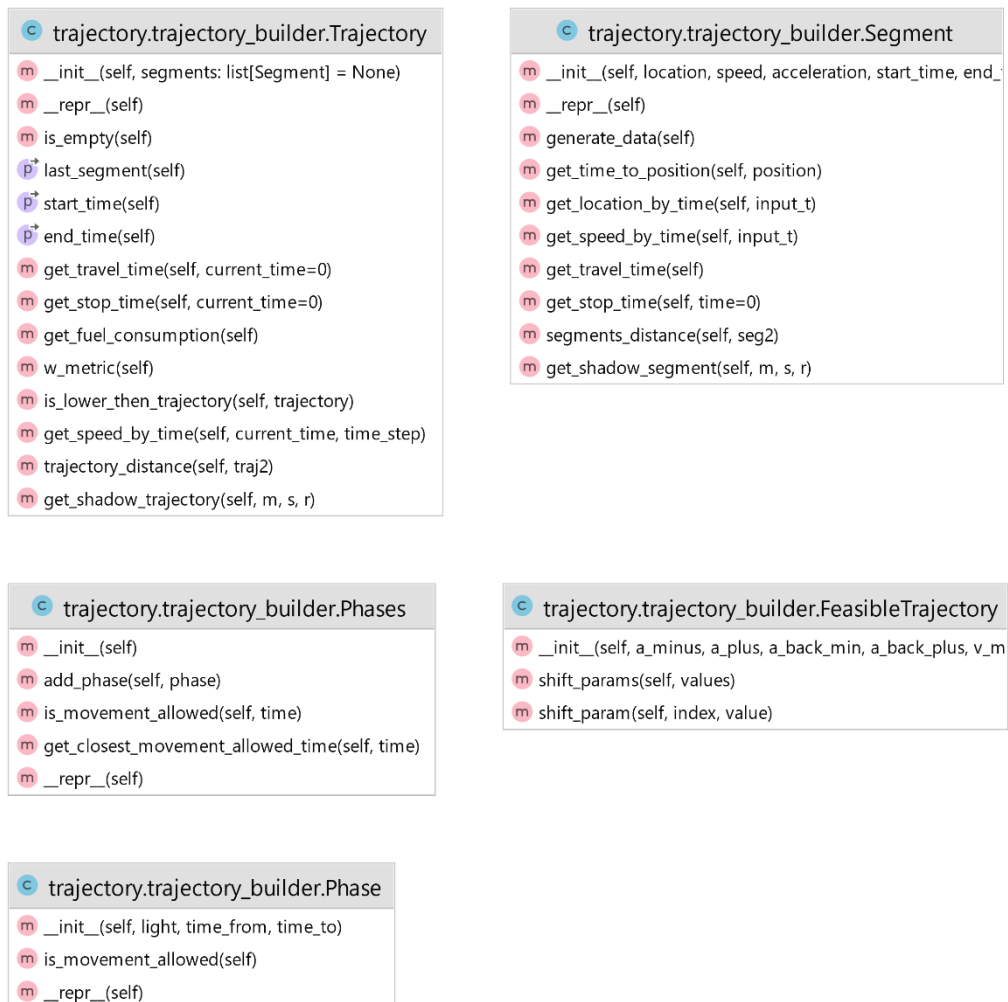 C trajectory.trajectory_builder.Trajectory
m __init__(self, segments: list[Segment] = None)
m __repr__(self)
m is_empty(self)
p last_segment(self)
p start_time(self)
p end_time(self)
m get_travel_time(self, current_time=0)
m get_stop_time(self, current_time=0)
m get_fuel_consumption(self)
m w_metric(self)
m is_lower_then_trajectory(self, trajectory)
m get_speed_by_time(self, current_time, time_step)
m trajectory_distance(self, traj2)
m get_shadow_trajectory(self, m, s, r)
C trajectory.trajectory_builder.Segment
m __init__(self, location, speed, acceleration, start_time, end_
m __repr__(self)
m generate_data(self)
m get_time_to_position(self, position)
m get_location_by_time(self, input_t)
m get_speed_by_time(self, input_t)
m get_travel_time(self)
m get_stop_time(self, time=0)
m segments_distance(self, seg2)
m get_shadow_segment(self, m, s, r)
C trajectory.trajectory_builder.Phases
m __init__(self)
m add_phase(self, phase)
m is_movement_allowed(self, time)
m get_closest_movement_allowed_time(self, time)
m __repr__(self)
C trajectory.trajectory_builder.FeasibleTrajectory
m __init__(self, a_minus, a_plus, a_back_min, a_back_plus, v_m
m shift_params(self, values)
m shift_param(self, index, value)
C trajectory.trajectory_builder.Phase
m __init__(self, light, time_from, time_to)
m is_movement_allowed(self)
m __repr__(self)